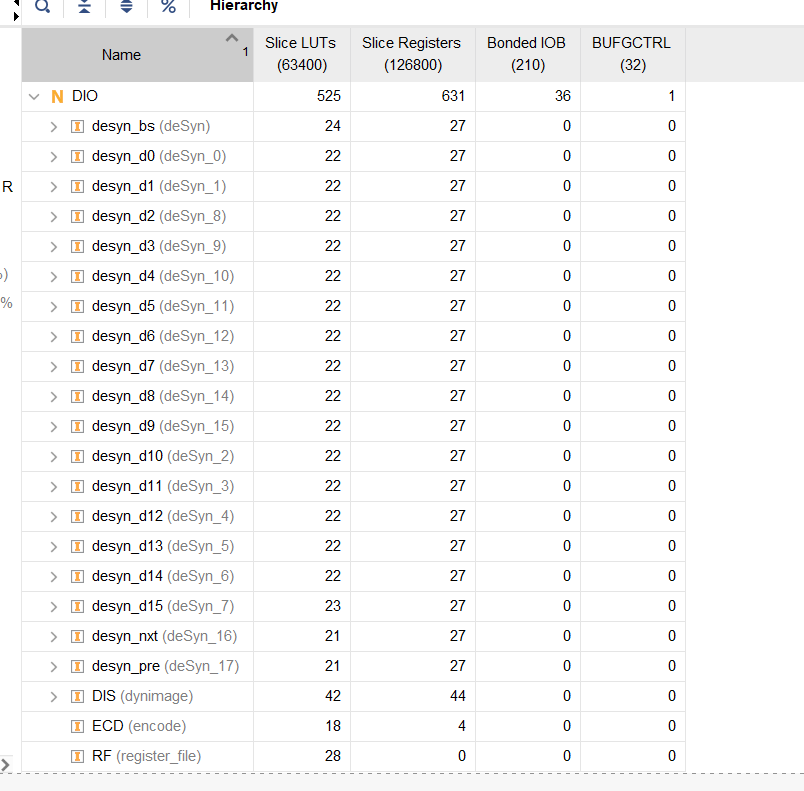 Hierarchy
Name 1 Slice LUTs (63400) Slice Registers (126800) Bonded IOB (210) BUFGCTRL (32)
N DIO 525 631 36 1
desyn_bs (deSyn) 24 27 0 0
desyn_d0 (deSyn_0) 22 27 0 0
desyn_d1 (deSyn_1) 22 27 0 0
R
desyn_d2 (deSyn_8) 22 27 0 0
desyn_d3 (deSyn_9) 22 27 0 0
desyn_d4 (deSyn_10) 22 27 0 0
)
desyn_d5 (deSyn_11) 22 27 0 0
%
desyn_d6 (deSyn_12) 22 27 0 0
desyn_d7 (deSyn_13) 22 27 0 0
desyn_d8 (deSyn_14) 22 27 0 0
desyn_d9 (deSyn_15) 22 27 0 0
desyn_d10 (deSyn_2) 22 27 0 0
desyn_d11 (deSyn_3) 22 27 0 0
desyn_d12 (deSyn_4) 22 27 0 0
desyn_d13 (deSyn_5) 22 27 0 0
desyn_d14 (deSyn_6) 22 27 0 0
desyn_d15 (deSyn_7) 23 27 0 0
desyn_nxt (deSyn_16) 21 27 0 0
desyn_pre (deSyn_17) 21 27 0 0
DIS (dynimage) 42 44 0 0
ECD (encode) 18 4 0 0
RF (register_file) 28 0 0 0